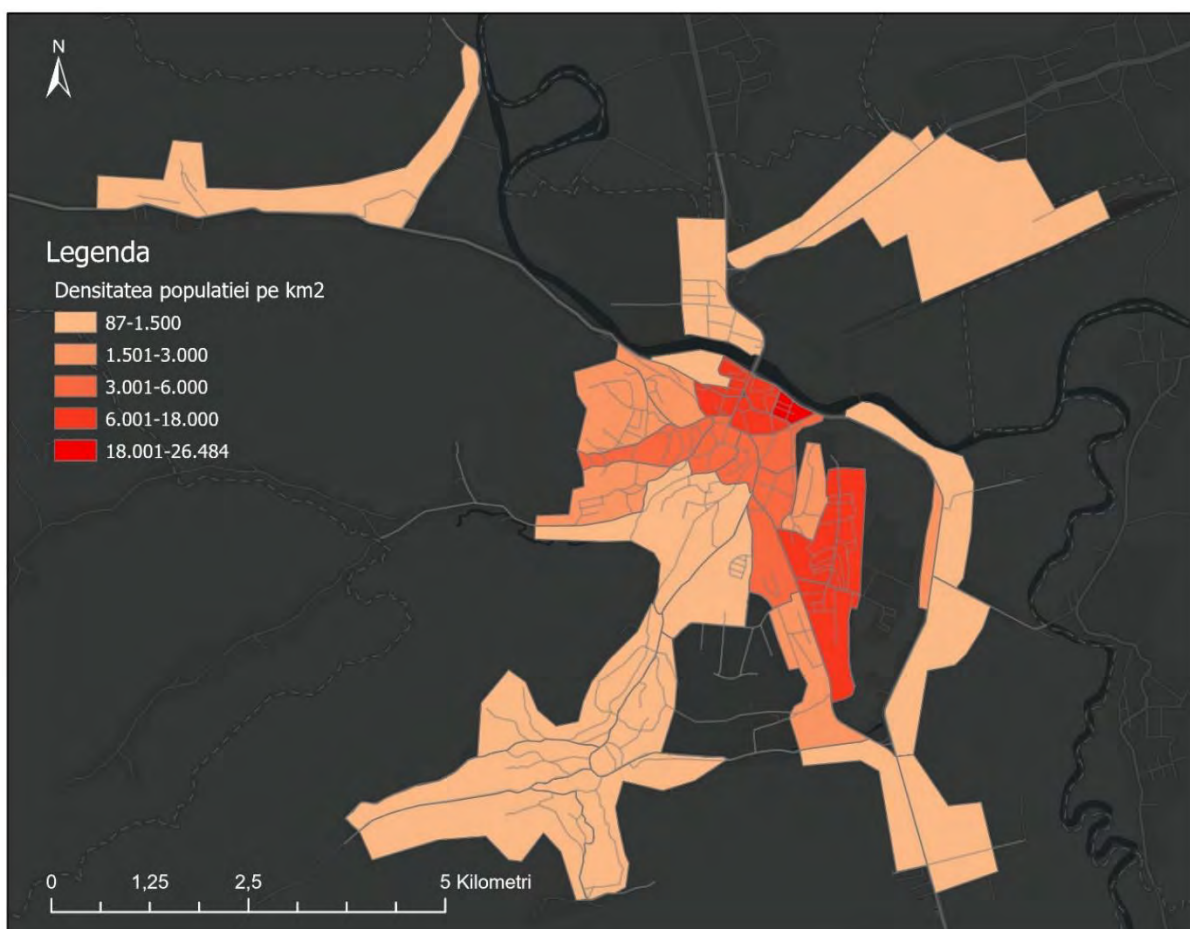 N
Legenda
Densitatea populatiei pe km2
87-1.500
1.501-3.000
3.001-6.000
6.001-18.000
18.001-26.484
0 1,25 2,5 5 Kilometri